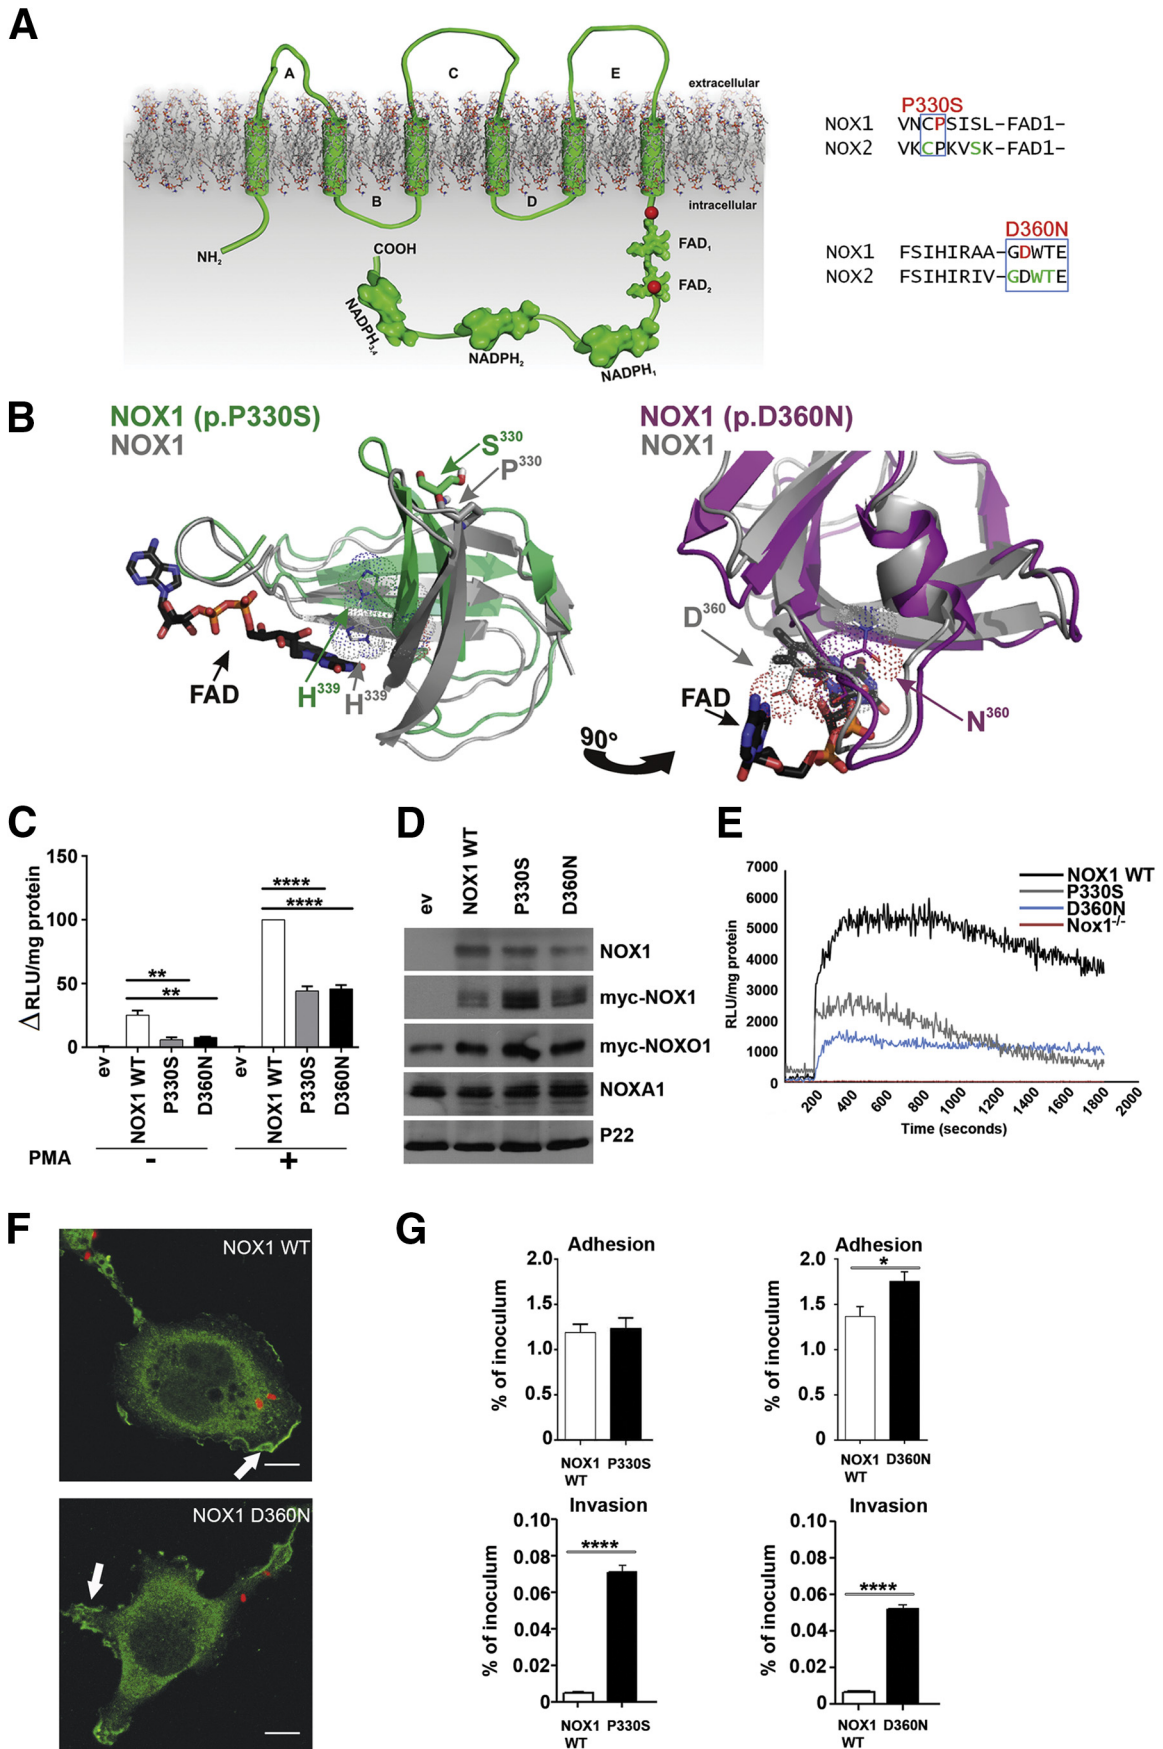 A
A
C
E
extracellular
B
D
intracellular
NH2
COOH
FAD1
FAD2
NADPH3,4
NADPH2
NADPH1
P330S
NOX1 VNCPSISL-FAD1-
NOX2 VKCPKVSK-FAD1-
D360N
NOX1 FSIHIRAA-GDWTE
NOX2 FSIHIRIV-GDWTE
B
NOX1 (p.P330S)
NOX1
S330
P330
FAD
H339
H339
90°
NOX1 (p.D360N)
NOX1
D360
FAD
N360
C
ΔRLU/mg protein
150
100
50
0
**
**
****
****
ev
NOX1 WT
P330S
D360N
ev
NOX1 WT
P330S
D360N
PMA - +
D
ev
NOX1 WT
P330S
D360N
NOX1
myc-NOX1
myc-NOXO1
NOXA1
P22
E
RLU/mg protein
7000
6000
5000
4000
3000
2000
1000
0
200 400 600 800 1000 1200 1400 1600 1800 2000
Time (seconds)
NOX1 WT
P330S
D360N
Nox1-/-
F
NOX1 WT
NOX1 D360N
G
Adhesion
% of inoculum
2.0
1.5
1.0
0.5
0
NOX1 WT
P330S
Adhesion
% of inoculum
2.0
1.5
1.0
0.5
0
*
NOX1 WT
D360N
Invasion
% of inoculum
0.10
0.08
0.06
0.04
0.02
0
****
NOX1 WT
P330S
Invasion
% of inoculum
0.10
0.08
0.06
0.04
0.02
0
****
NOX1 WT
D360N